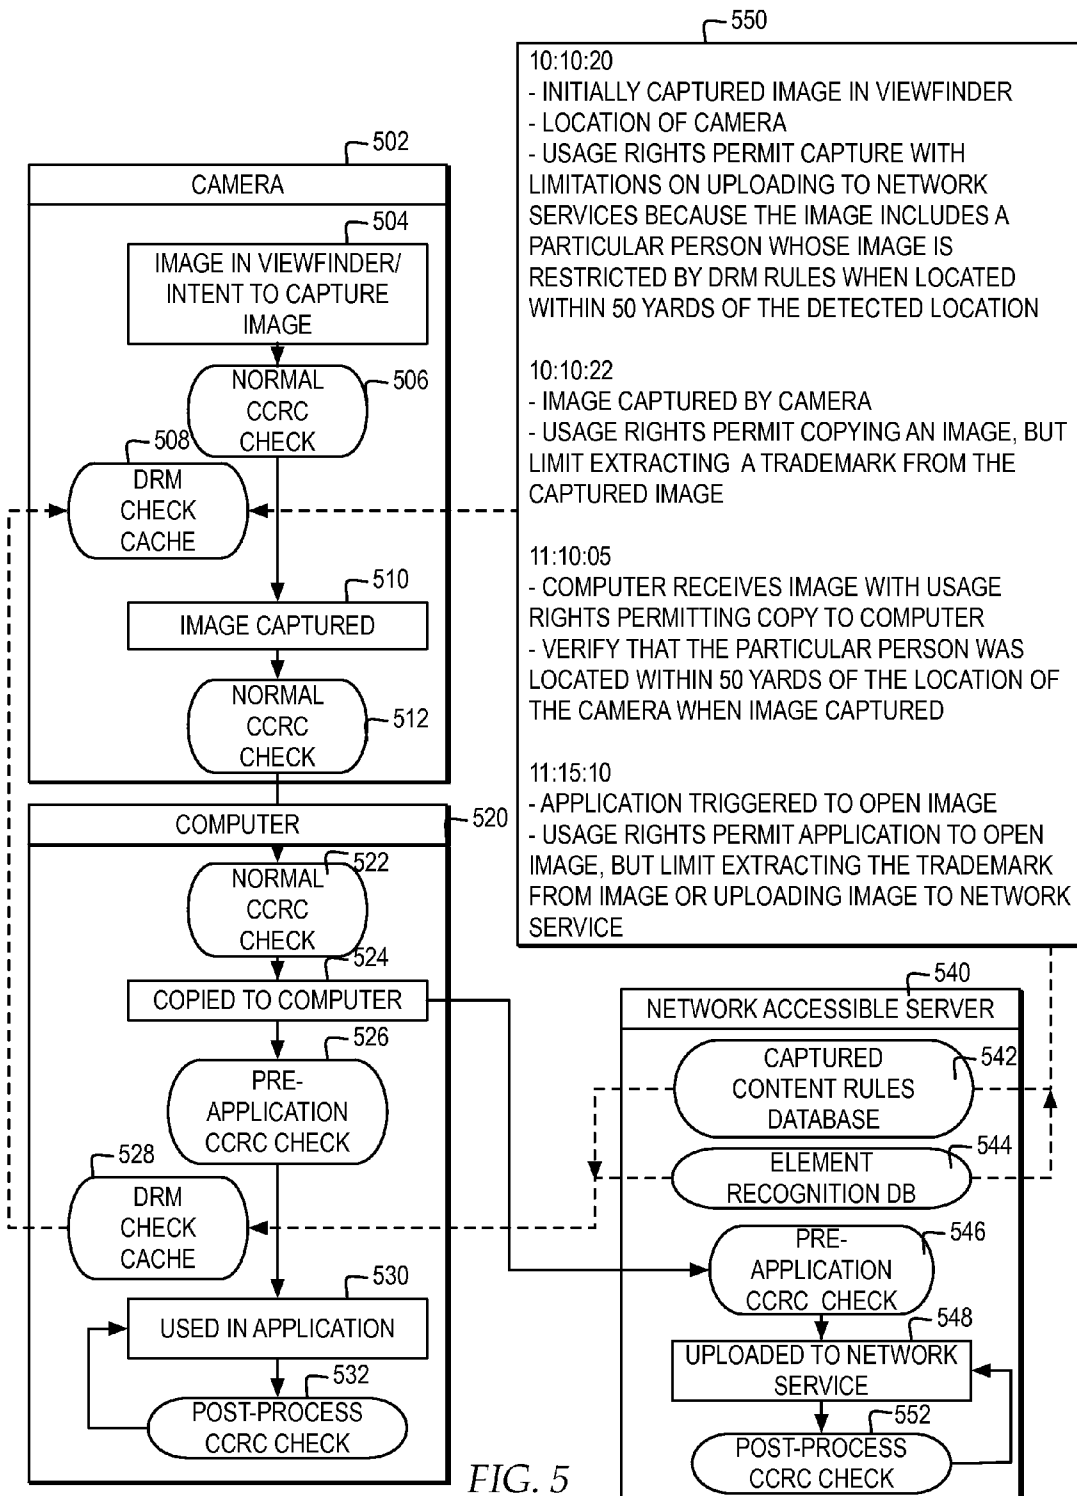 550
10:10:20
- INITIALLY CAPTURED IMAGE IN VIEWFINDER
- LOCATION OF CAMERA
- USAGE RIGHTS PERMIT CAPTURE WITH
LIMITATIONS ON UPLOADING TO NETWORK
SERVICES BECAUSE THE IMAGE INCLUDES A
PARTICULAR PERSON WHOSE IMAGE IS
RESTRICTED BY DRM RULES WHEN LOCATED
WITHIN 50 YARDS OF THE DETECTED LOCATION
10:10:22
- IMAGE CAPTURED BY CAMERA
- USAGE RIGHTS PERMIT COPYING AN IMAGE, BUT
LIMIT EXTRACTING A TRADEMARK FROM THE
CAPTURED IMAGE
11:10:05
- COMPUTER RECEIVES IMAGE WITH USAGE
RIGHTS PERMITTING COPY TO COMPUTER
- VERIFY THAT THE PARTICULAR PERSON WAS
LOCATED WITHIN 50 YARDS OF THE LOCATION OF
THE CAMERA WHEN IMAGE CAPTURED
11:15:10
- APPLICATION TRIGGERED TO OPEN IMAGE
- USAGE RIGHTS PERMIT APPLICATION TO OPEN
IMAGE, BUT LIMIT EXTRACTING THE TRADEMARK
FROM IMAGE OR UPLOADING IMAGE TO NETWORK
SERVICE
502
CAMERA
504
IMAGE IN VIEWFINDER/
INTENT TO CAPTURE
IMAGE
506
NORMAL
CCRC
CHECK
508
DRM
CHECK
CACHE
510
IMAGE CAPTURED
512
NORMAL
CCRC
CHECK
520
COMPUTER
522
NORMAL
CCRC
CHECK
524
COPIED TO COMPUTER
526
PRE-
APPLICATION
CCRC CHECK
528
DRM
CHECK
CACHE
530
USED IN APPLICATION
532
POST-PROCESS
CCRC CHECK
540
NETWORK ACCESSIBLE SERVER
542
CAPTURED
CONTENT RULES
DATABASE
544
ELEMENT
RECOGNITION DB
546
PRE-
APPLICATION
CCRC CHECK
548
UPLOADED TO NETWORK
SERVICE
552
POST-PROCESS
CCRC CHECK
FIG. 5